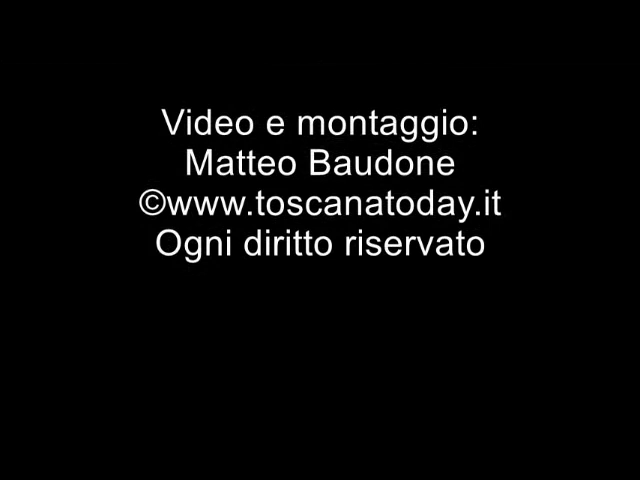 Video e montaggio:
Matteo Baudone
©www.toscanatoday.it
Ogni diritto riservato